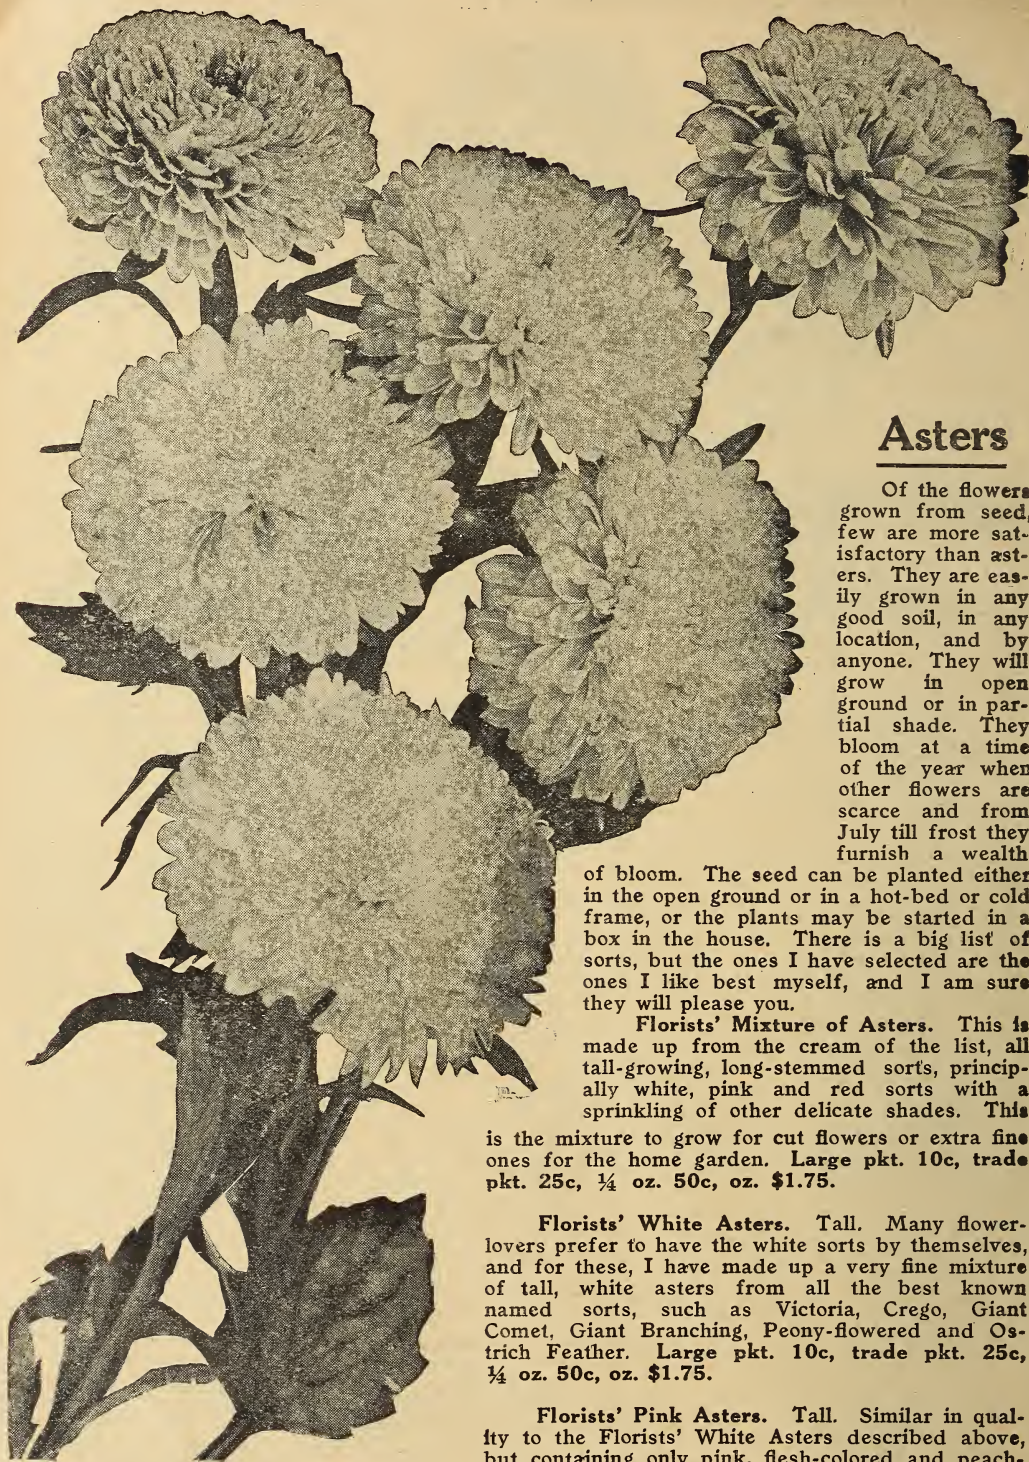 Asters
Of the flowers
grown from seed,
few are more sat-
isfactory than ast-
ers. They are eas-
ily grown in any
good soil, in any
location, and by
anyone. They will
grow in open
ground or in par-
tial shade. They
bloom at a time
of the year when
other flowers are
scarce and from
July till frost they
furnish a wealth
of bloom. The seed can be planted either
in the open ground or in a hot-bed or cold
frame, or the plants may be started in a
box in the house. There is a big list of
sorts, but the ones I have selected are the
ones I like best myself, and I am sure
they will please you.
Florists' Mixture of Asters. This is
made up from the cream of the list, all
tall-growing, long-stemmed sorts, princip-
ally white, pink and red sorts with a
sprinkling of other delicate shades. This
is the mixture to grow for cut flowers or extra fine
ones for the home garden. Large pkt. 10c, trade
pkt. 25c, ¼ oz. 50c, oz. $1.75.
Florists' White Asters. Tall. Many flower-
lovers prefer to have the white sorts by themselves,
and for these, I have made up a very fine mixture
of tall, white asters from all the best known
named sorts, such as Victoria, Crego, Giant
Comet, Giant Branching, Peony-flowered and Os-
trich Feather. Large pkt. 10c, trade pkt. 25c,
¼ oz. 50c, oz. $1.75.
Florists' Pink Asters. Tall. Similar in qual-
ity to the Florists' White Asters described above,
but containing only pink, flesh-colored and peach-